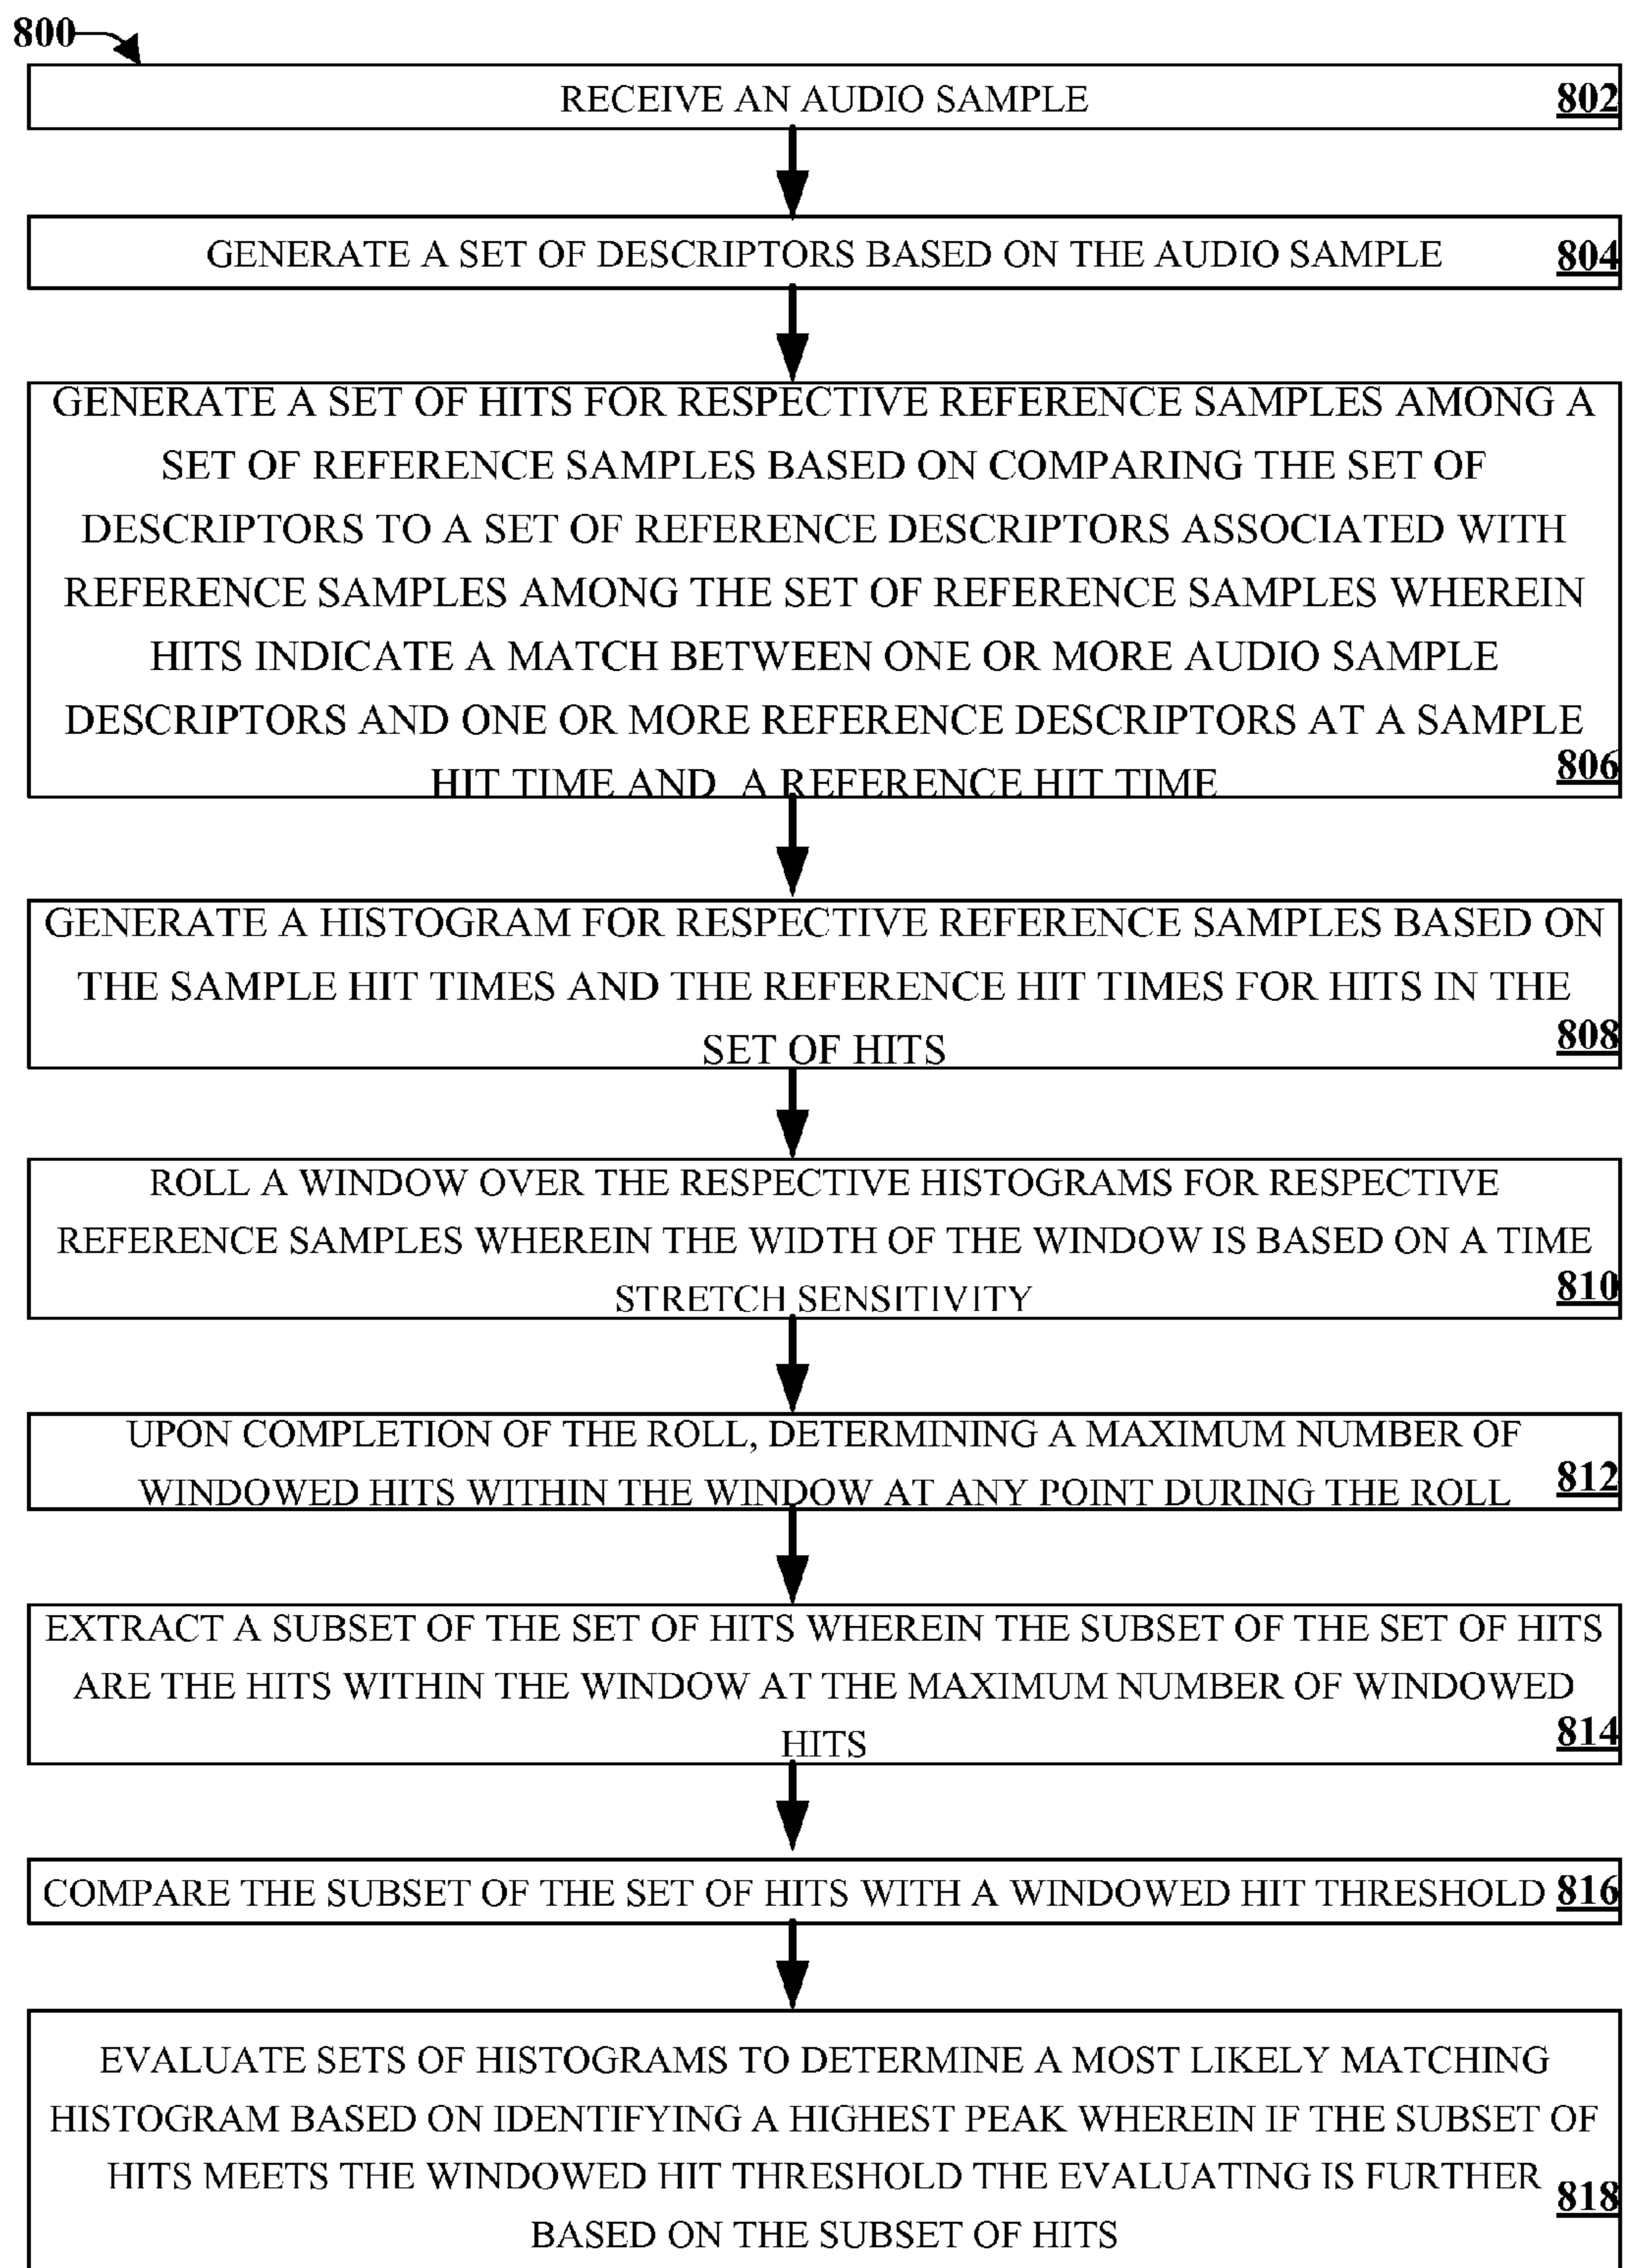 800
RECEIVE AN AUDIO SAMPLE 802
GENERATE A SET OF DESCRIPTORS BASED ON THE AUDIO SAMPLE 804
GENERATE A SET OF HITS FOR RESPECTIVE REFERENCE SAMPLES AMONG A
SET OF REFERENCE SAMPLES BASED ON COMPARING THE SET OF
DESCRIPTORS TO A SET OF REFERENCE DESCRIPTORS ASSOCIATED WITH
REFERENCE SAMPLES AMONG THE SET OF REFERENCE SAMPLES WHEREIN
HITS INDICATE A MATCH BETWEEN ONE OR MORE AUDIO SAMPLE
DESCRIPTORS AND ONE OR MORE REFERENCE DESCRIPTORS AT A SAMPLE
HIT TIME AND A REFERENCE HIT TIME 806
GENERATE A HISTOGRAM FOR RESPECTIVE REFERENCE SAMPLES BASED ON
THE SAMPLE HIT TIMES AND THE REFERENCE HIT TIMES FOR HITS IN THE
SET OF HITS 808
ROLL A WINDOW OVER THE RESPECTIVE HISTOGRAMS FOR RESPECTIVE
REFERENCE SAMPLES WHEREIN THE WIDTH OF THE WINDOW IS BASED ON A TIME
STRETCH SENSITIVITY 810
UPON COMPLETION OF THE ROLL, DETERMINING A MAXIMUM NUMBER OF
WINDOWED HITS WITHIN THE WINDOW AT ANY POINT DURING THE ROLL 812
EXTRACT A SUBSET OF THE SET OF HITS WHEREIN THE SUBSET OF THE SET OF HITS
ARE THE HITS WITHIN THE WINDOW AT THE MAXIMUM NUMBER OF WINDOWED
HITS 814
COMPARE THE SUBSET OF THE SET OF HITS WITH A WINDOWED HIT THRESHOLD 816
EVALUATE SETS OF HISTOGRAMS TO DETERMINE A MOST LIKELY MATCHING
HISTOGRAM BASED ON IDENTIFYING A HIGHEST PEAK WHEREIN IF THE SUBSET OF
HITS MEETS THE WINDOWED HIT THRESHOLD THE EVALUATING IS FURTHER
BASED ON THE SUBSET OF HITS 818